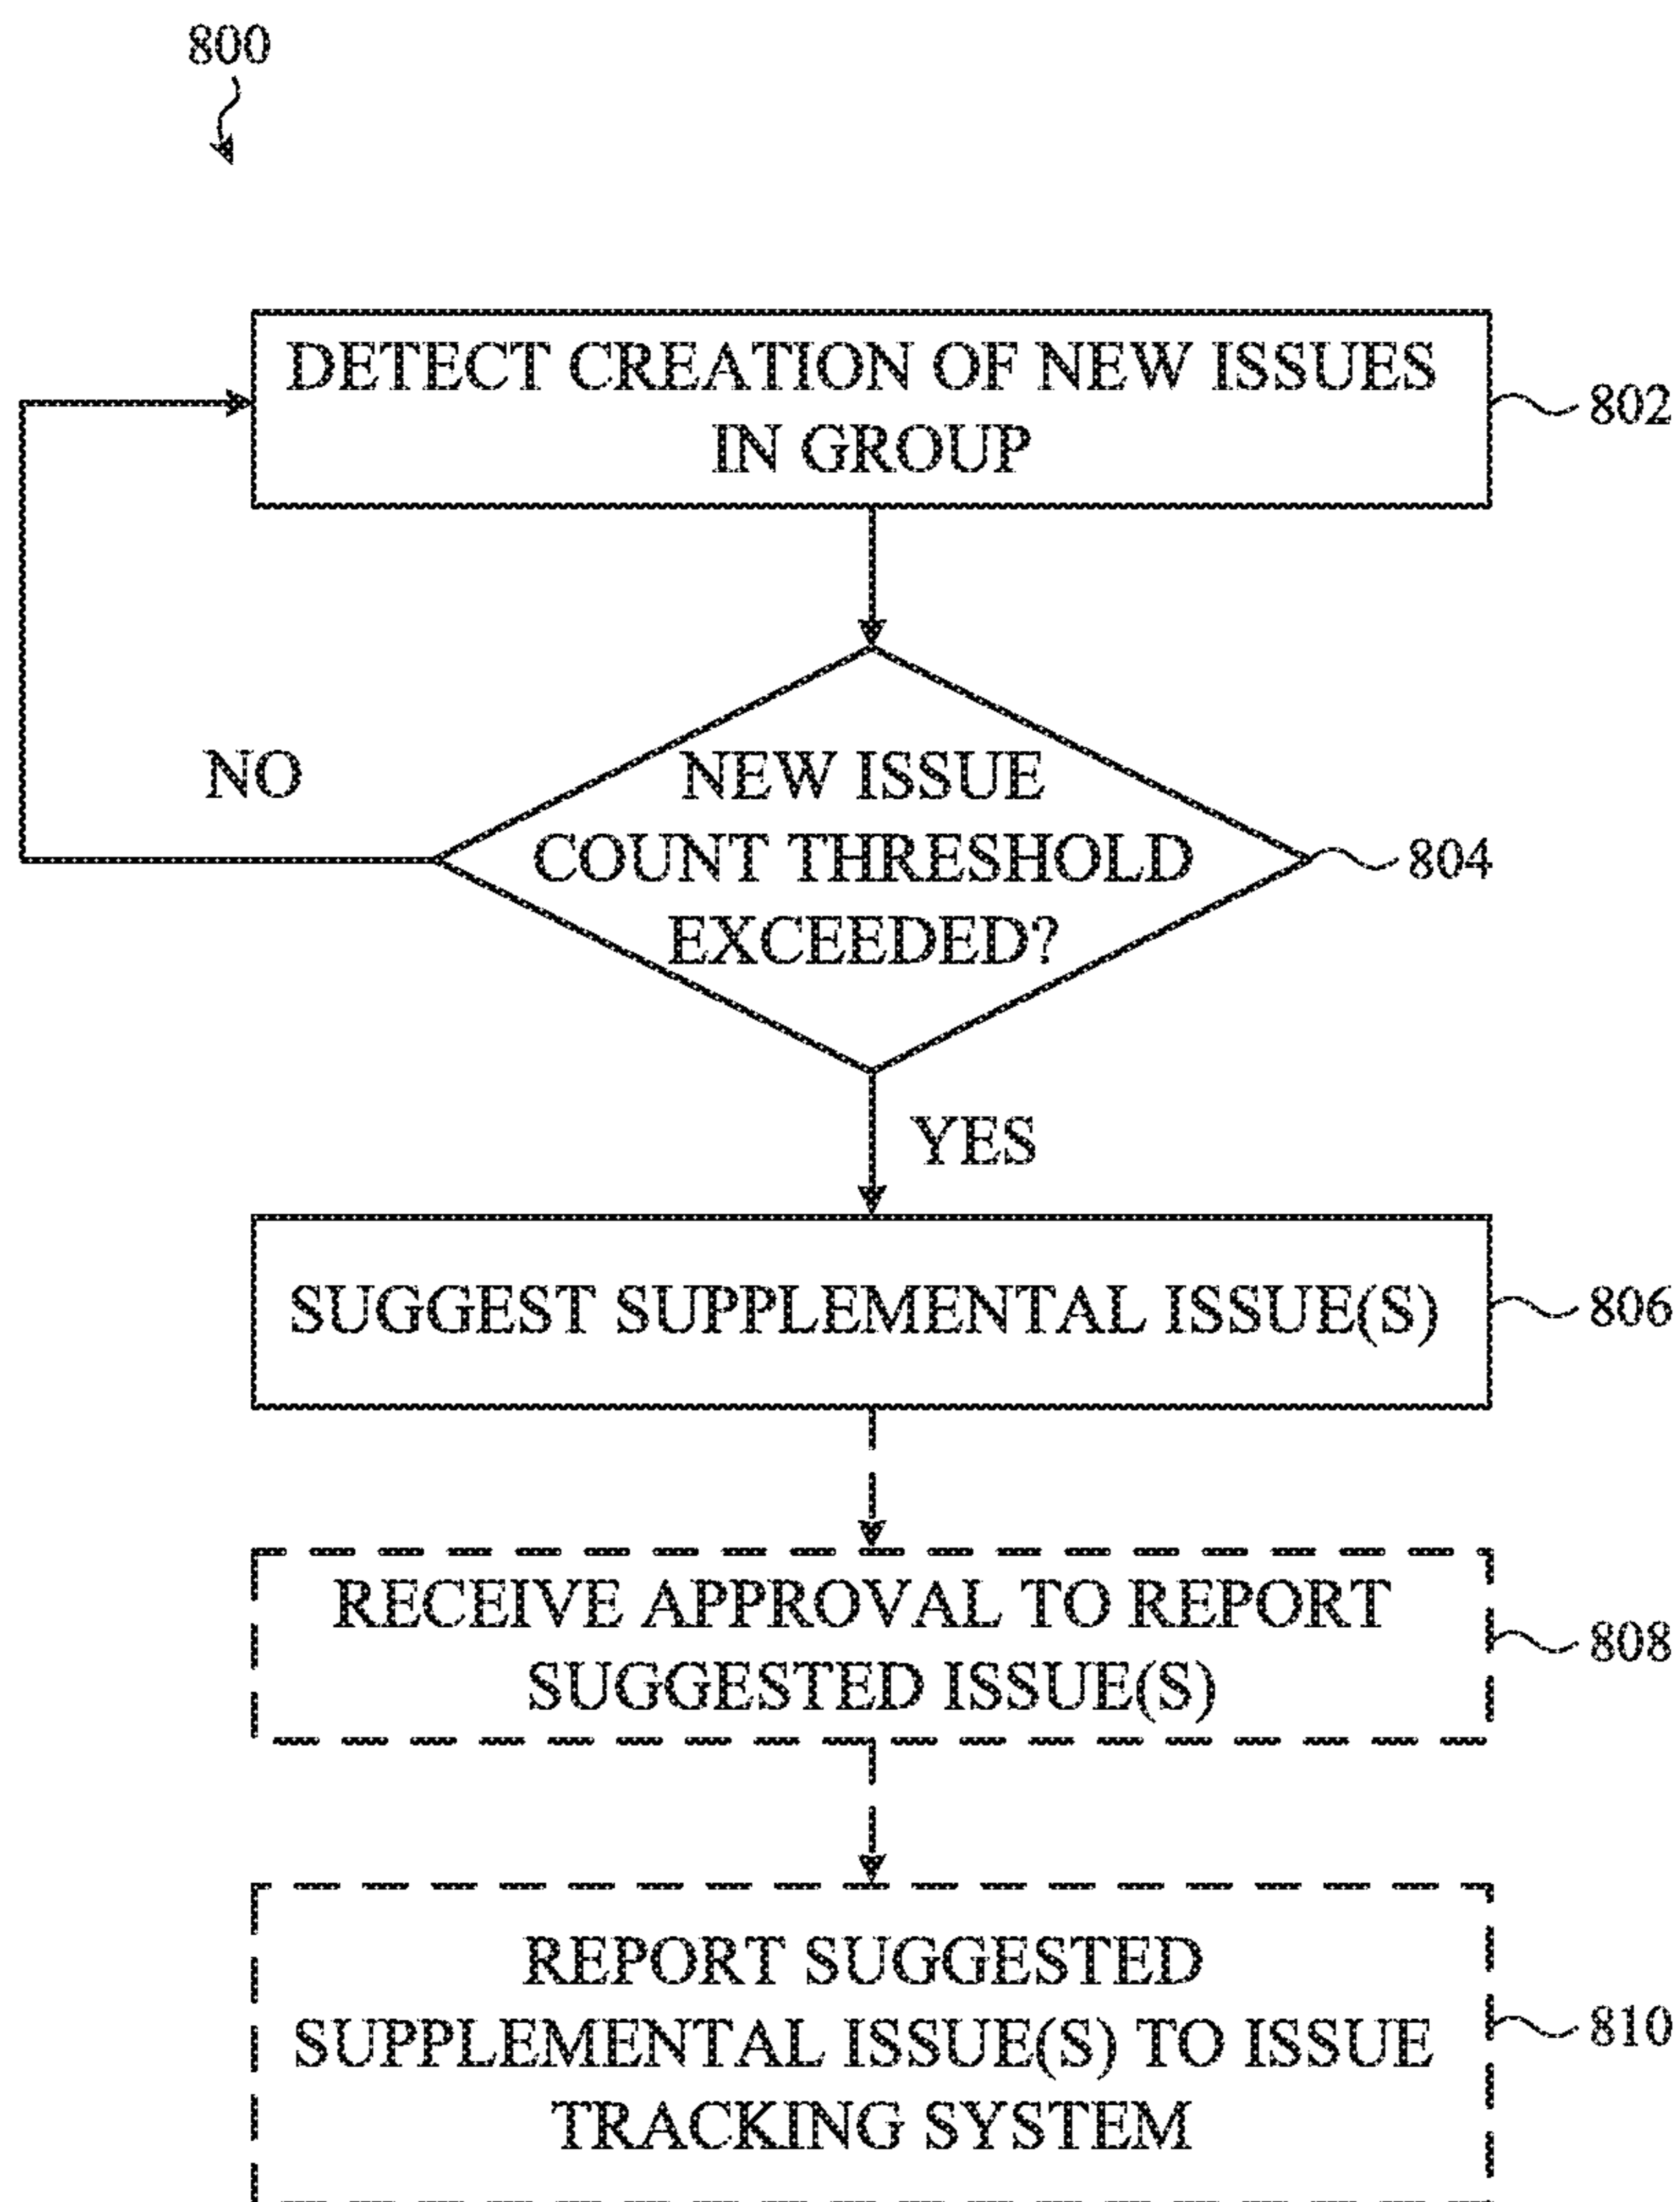 800
DETECT CREATION OF NEW ISSUES
IN GROUP
802
NO
NEW ISSUE
COUNT THRESHOLD
EXCEEDED?
804
YES
SUGGEST SUPPLEMENTAL ISSUE(S)
806
RECEIVE APPROVAL TO REPORT
SUGGESTED ISSUE(S)
808
REPORT SUGGESTED
SUPPLEMENTAL ISSUE(S) TO ISSUE
TRACKING SYSTEM
810